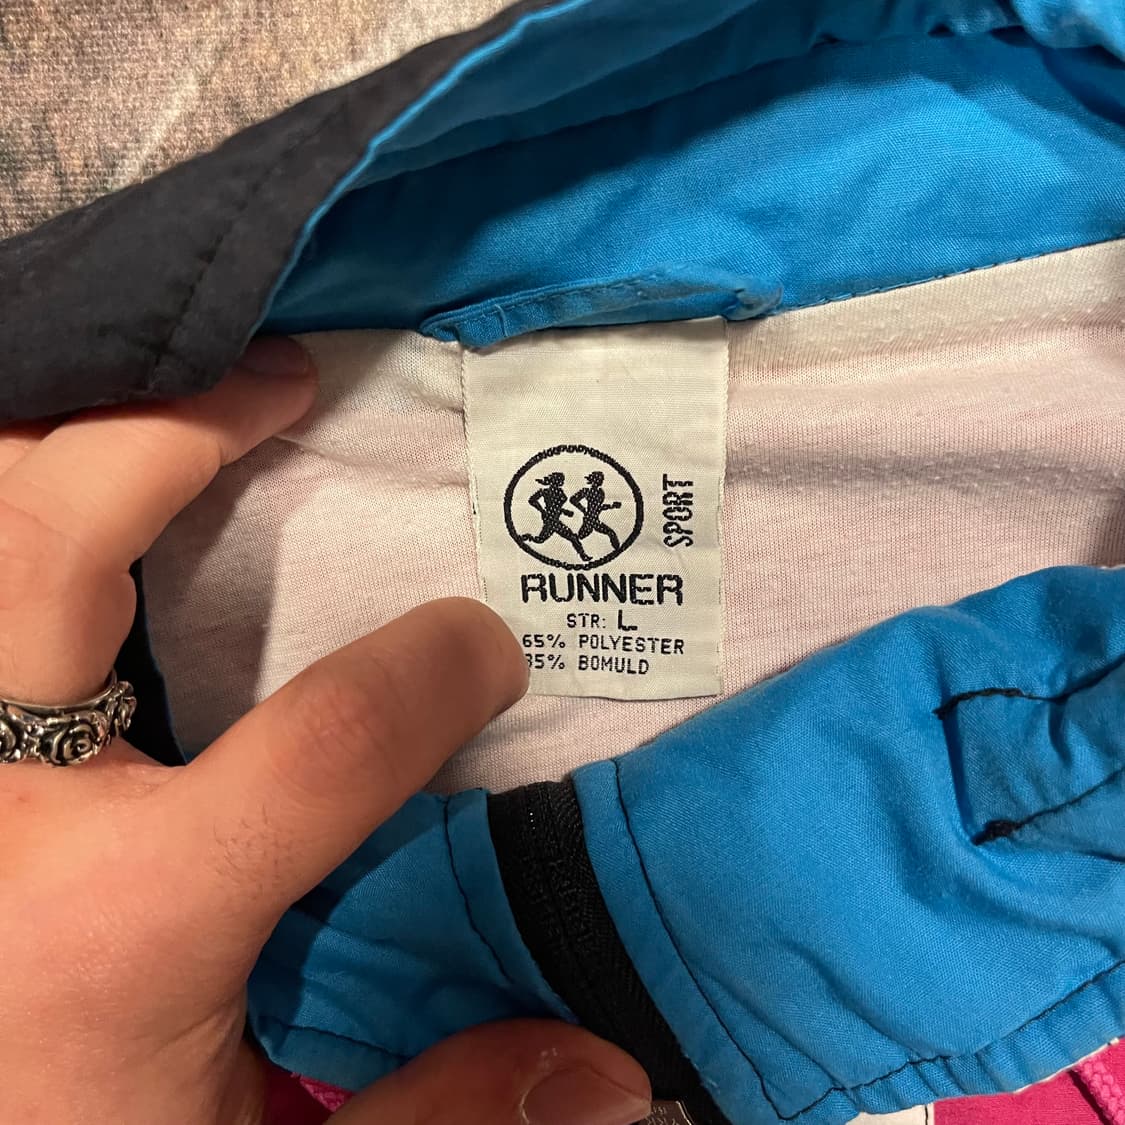 SPORT
RUNNER
STR: L
65% POLYESTER
35% BOMULD